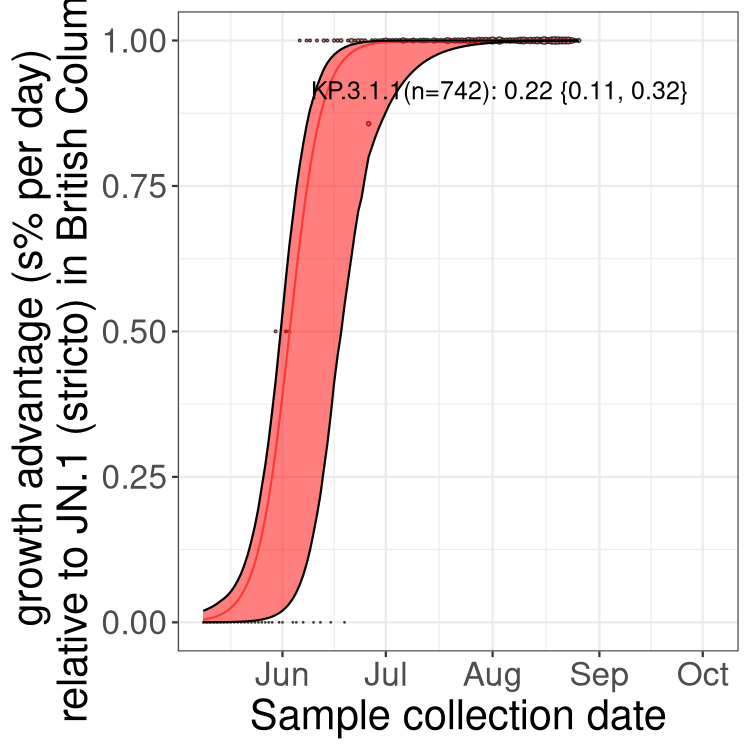 growth advantage (s% per day)
relative to JN.1 (stricto) in British Colum
1.00
0.75
0.50
0.25
0.00
KP.3.1.1(n=742): 0.22 {0.11, 0.32}
Jun Jul Aug Sep Oct
Sample collection date